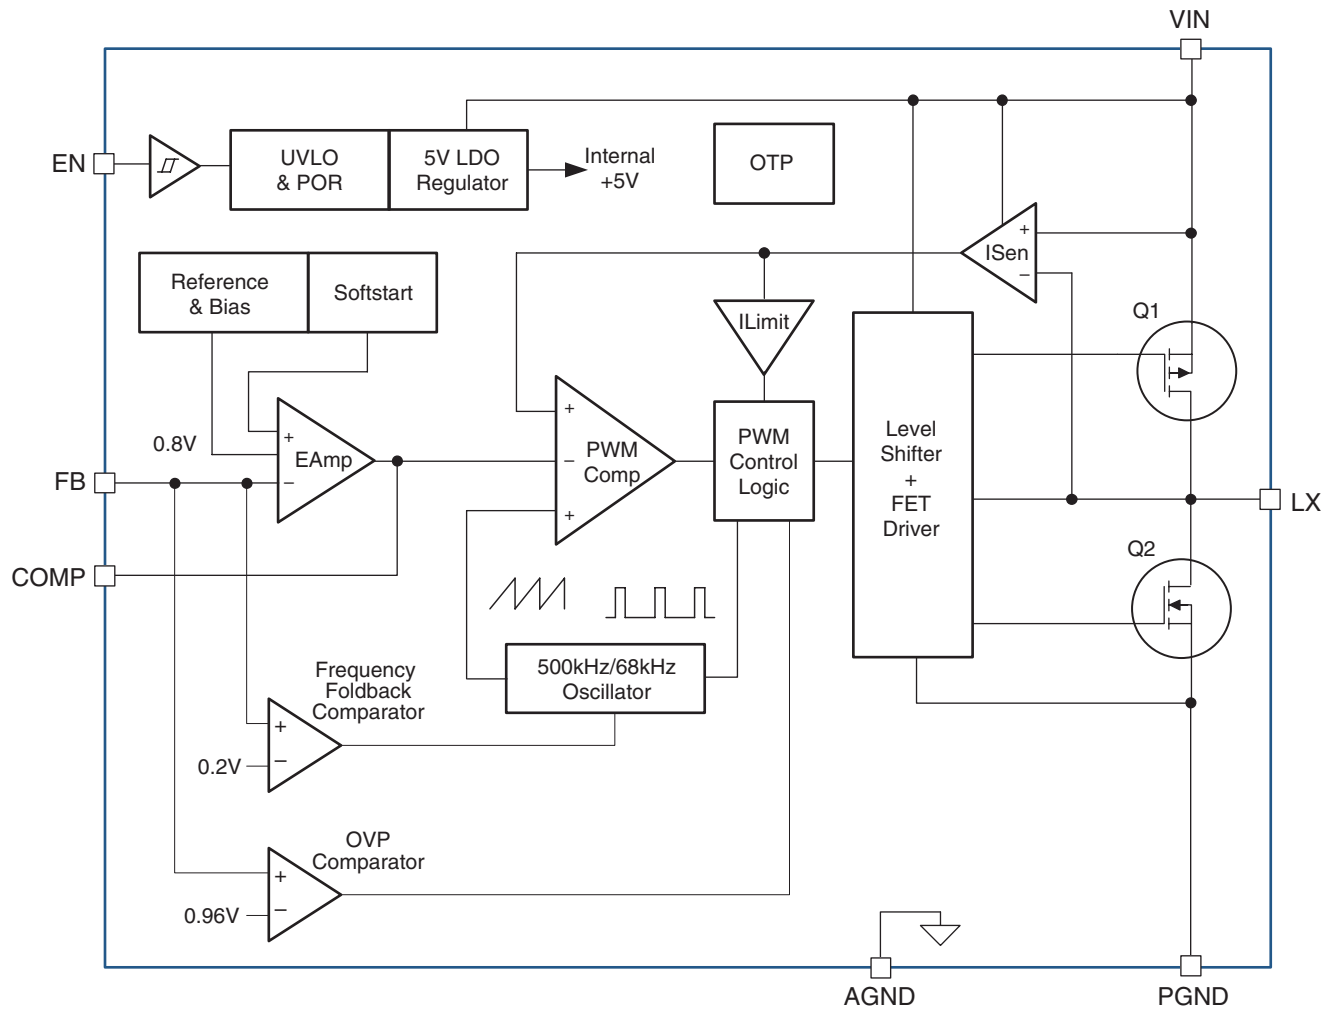 VIN
EN
UVLO
& POR
5V LDO
Regulator
Internal
+5V
OTP
Reference
& Bias
Softstart
+
ISen
−
ILimit
Q1
0.8V
+
EAmp
−
FB
+
−
PWM
Comp
+
PWM
Control
Logic
Level
Shifter
+
FET
Driver
LX
Q2
COMP
500kHz/68kHz
Oscillator
Frequency
Foldback
Comparator
+
−
0.2V
OVP
Comparator
+
−
0.96V
AGND
PGND